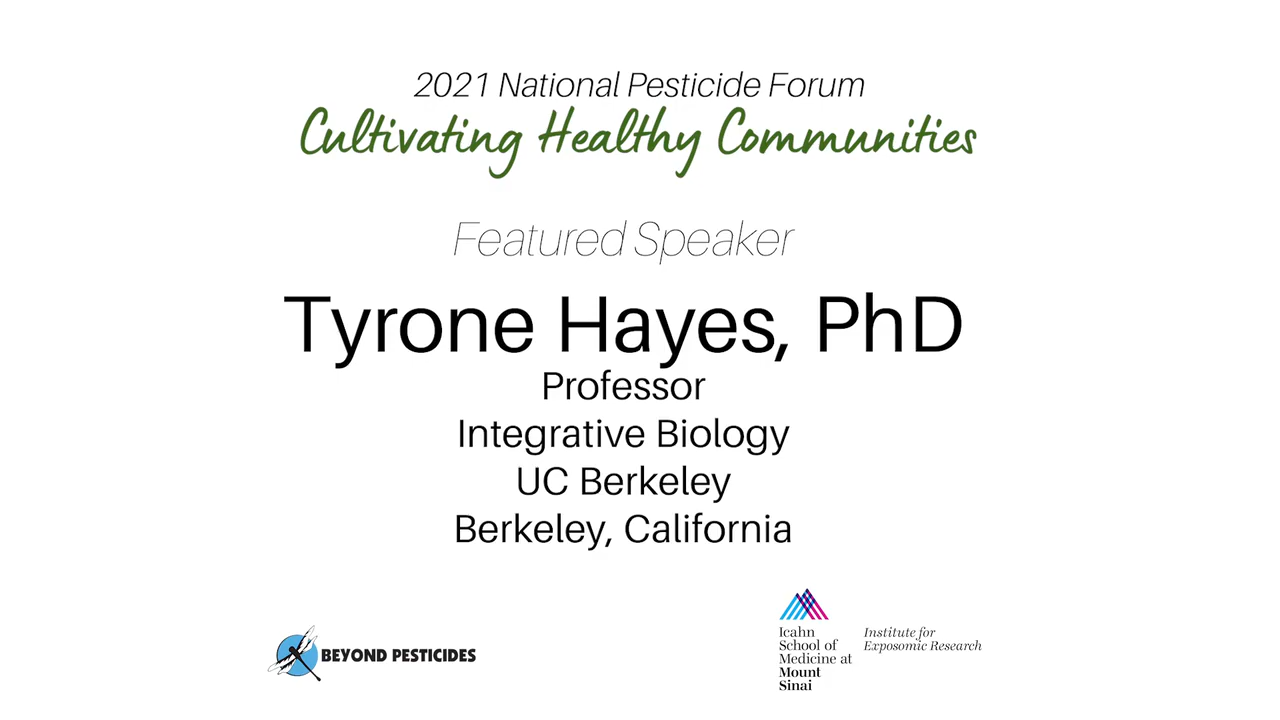 2021 National Pesticide Forum
Cultivating Healthy Communities
Featured Speaker
Tyrone Hayes, PhD
Professor
Integrative Biology
UC Berkeley
Berkeley, California
BEYOND PESTICIDES
Icahn
School of
Medicine at
Mount
Sinai
Institute for
Exposomic Research